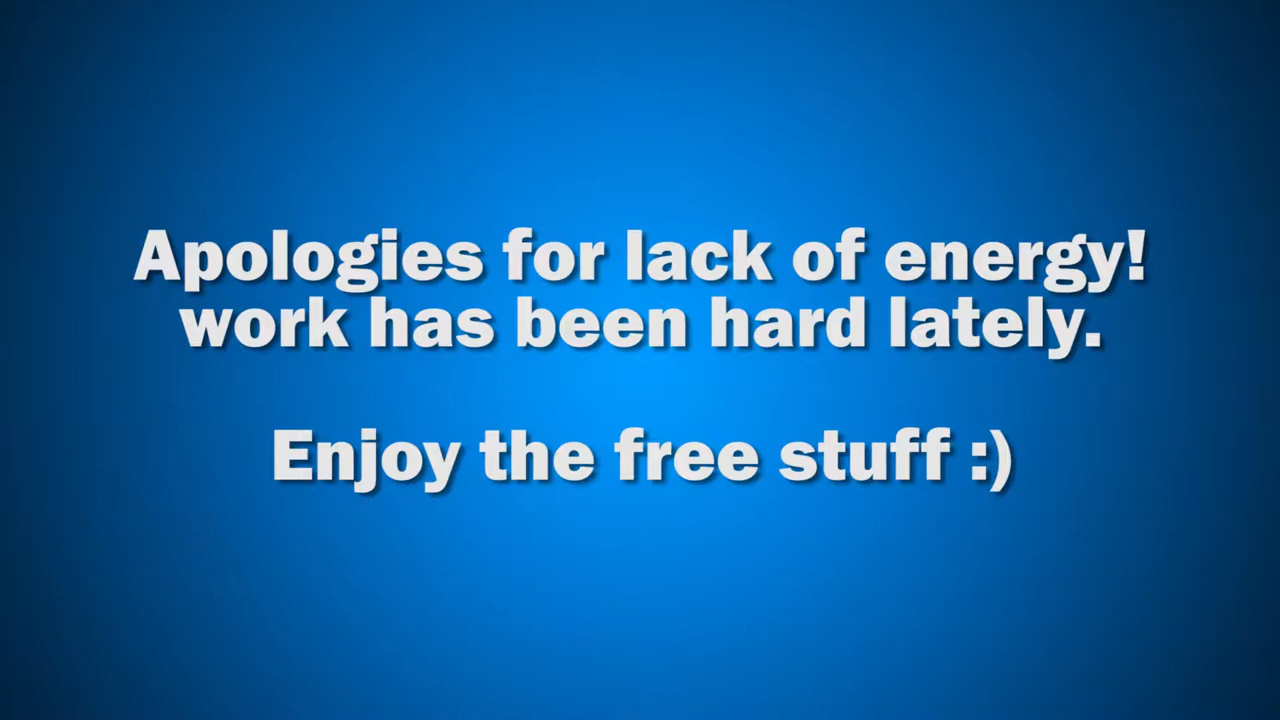 Apologies for lack of energy!
work has been hard lately.
Enjoy the free stuff :)